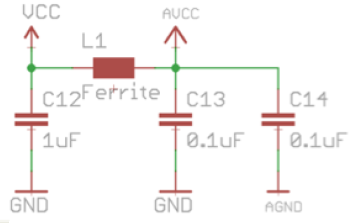 VCC
AVCC
L1
Ferrite
C12
1uF
C13
0.1uF
C14
0.1uF
GND
GND
AGND